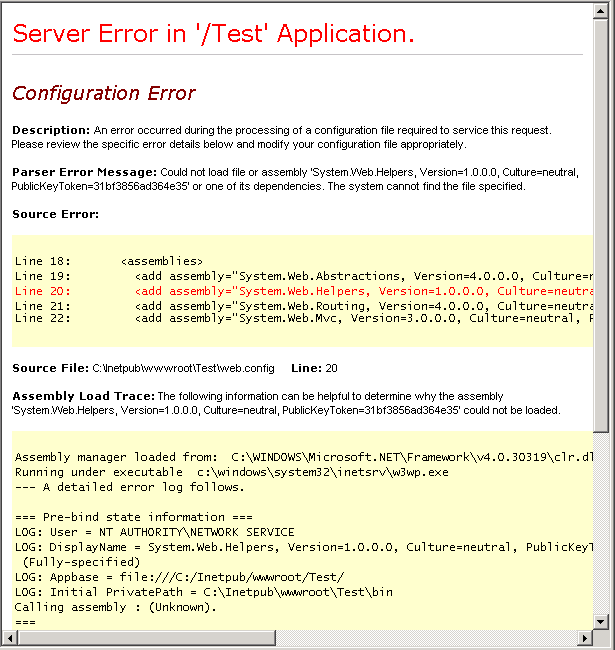 Server Error in '/Test' Application.
Configuration Error
Description: An error occurred during the processing of a configuration file required to service this request.
Please review the specific error details below and modify your configuration file appropriately.
Parser Error Message: Could not load file or assembly 'System.Web.Helpers, Version=1.0.0.0, Culture=neutral,
PublicKeyToken=31bf3856ad364e35' or one of its dependencies. The system cannot find the file specified.
Source Error:
Line 18:        <assemblies>
Line 19:          <add assembly="System.Web.Abstractions, Version=4.0.0.0, Culture=n
Line 20:          <add assembly="System.Web.Helpers, Version=1.0.0.0, Culture=neutra
Line 21:          <add assembly="System.Web.Routing, Version=4.0.0.0, Culture=neutra
Line 22:          <add assembly="System.Web.Mvc, Version=3.0.0.0, Culture=neutral, P
Source File: C:\Inetpub\wwwroot\Test\web.config    Line: 20
Assembly Load Trace: The following information can be helpful to determine why the assembly
'System.Web.Helpers, Version=1.0.0.0, Culture=neutral, PublicKeyToken=31bf3856ad364e35' could not be loaded.
Assembly manager loaded from:  C:\WINDOWS\Microsoft.NET\Framework\v4.0.30319\clr.dl
Running under executable  c:\windows\system32\inetsrv\w3wp.exe
--- A detailed error log follows.
=== Pre-bind state information ===
LOG: User = NT AUTHORITY\NETWORK SERVICE
LOG: DisplayName = System.Web.Helpers, Version=1.0.0.0, Culture=neutral, PublicKeyT
(Fully-specified)
LOG: Appbase = file:///C:/Inetpub/wwwroot/Test/
LOG: Initial PrivatePath = C:\Inetpub\wwwroot\Test\bin
Calling assembly : (Unknown).
===